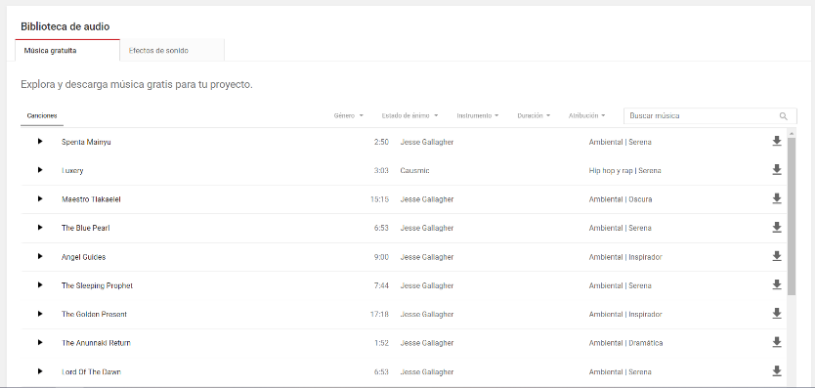 Biblioteca de audio
Música gratuita Efectos de sonido
Explora y descarga música gratis para tu proyecto.
Canciones Género Estado de ánimo Instrumento Duración Atribución Buscar música
Spenta Mainyu 2:50 Jesse Gallagher Ambiental | Serena
Luxery 3:03 Causmic Hip hop y rap | Serena
Maestro Tlakaelel 15:15 Jesse Gallagher Ambiental | Oscura
The Blue Pearl 6:53 Jesse Gallagher Ambiental | Serena
Angel Guides 9:00 Jesse Gallagher Ambiental | Inspirador
The Sleeping Prophet 7:44 Jesse Gallagher Ambiental | Serena
The Golden Present 17:18 Jesse Gallagher Ambiental | Inspirador
The Anunnaki Return 1:52 Jesse Gallagher Ambiental | Dramática
Lord Of The Dawn 6:53 Jesse Gallagher Ambiental | Serena